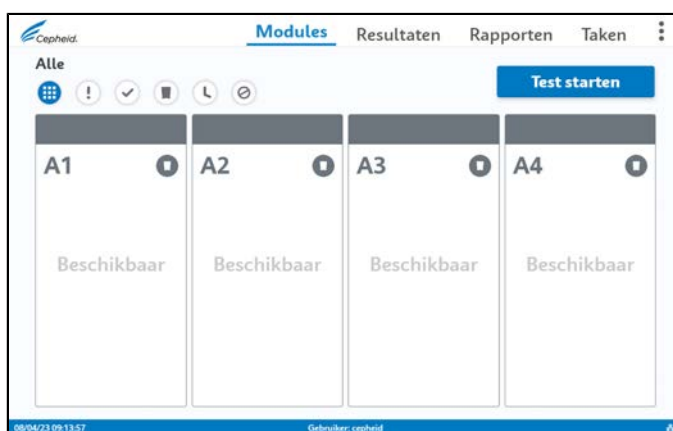 Cepheid.
Modules Resultaten Rapporten Taken
Alle
Test starten
A1 A2 A3 A4
Beschikbaar Beschikbaar Beschikbaar Beschikbaar
08/04/23 09:13:57 Gebruiker: cepheid